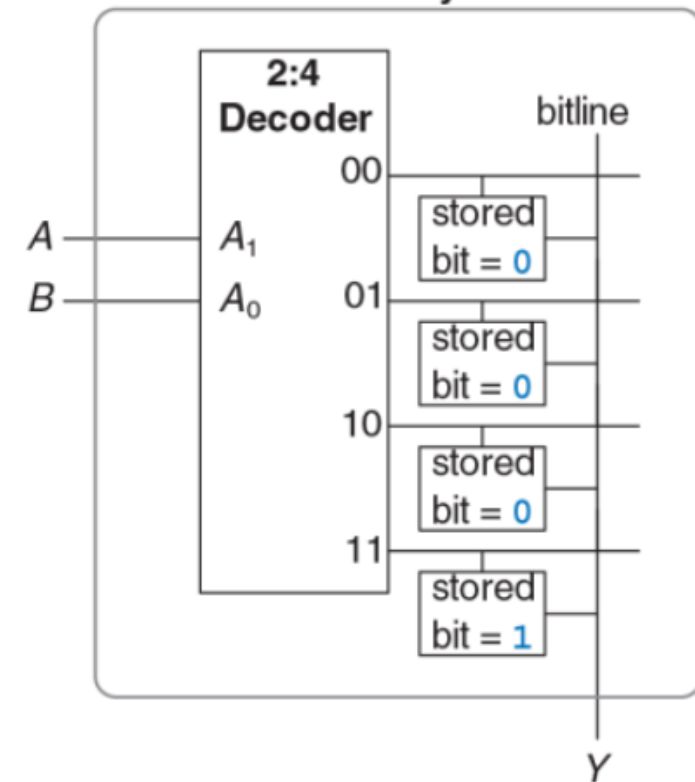 2:4
Decoder
bitline
00
stored
bit = 0
A
A₁
B
A₀
01
stored
bit = 0
10
stored
bit = 0
11
stored
bit = 1
Y